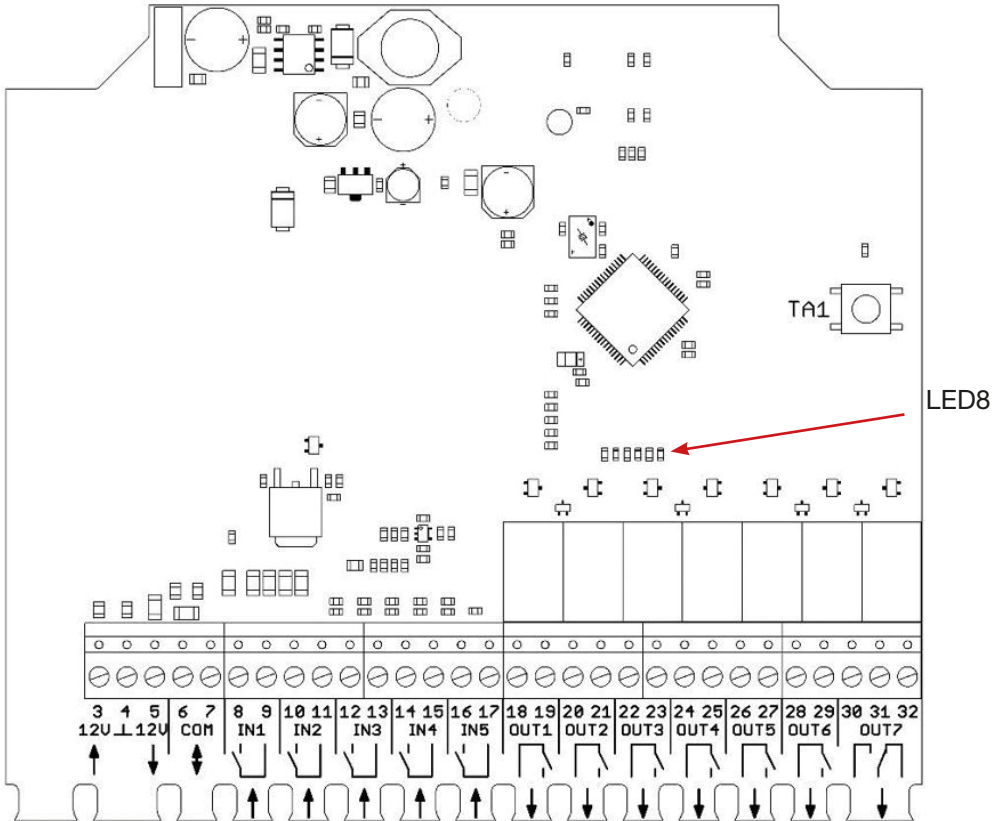 TA1
LED8
3 4 5 6 7 8 9 10 11 12 13 14 15 16 17 18 19 20 21 22 23 24 25 26 27 28 29 30 31 32
12V ⊥ 12V COM IN1 IN2 IN3 IN4 IN5 OUT1 OUT2 OUT3 OUT4 OUT5 OUT6 OUT7